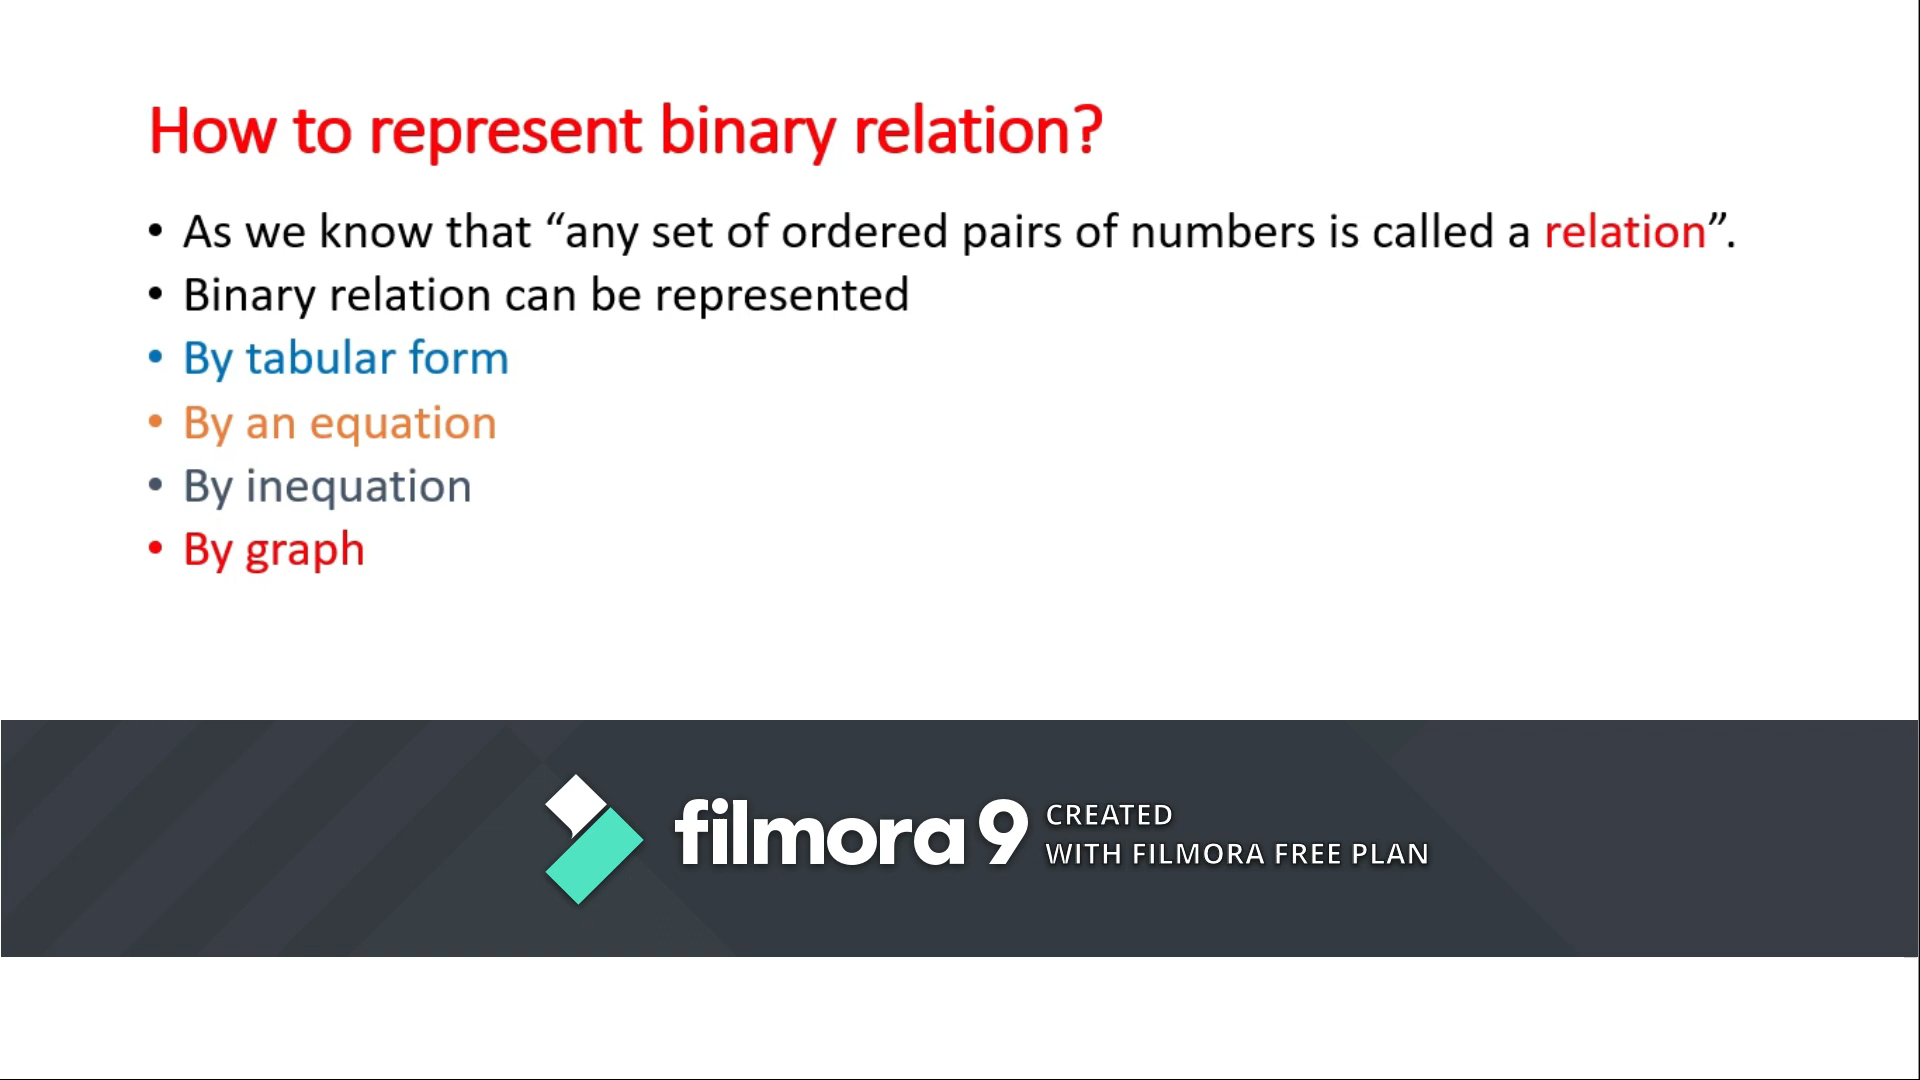 How to represent binary relation?
• As we know that “any set of ordered pairs of numbers is called a relation”.
• Binary relation can be represented
• By tabular form
• By an equation
• By inequation
• By graph
filmora9 CREATED
WITH FILMORA FREE PLAN